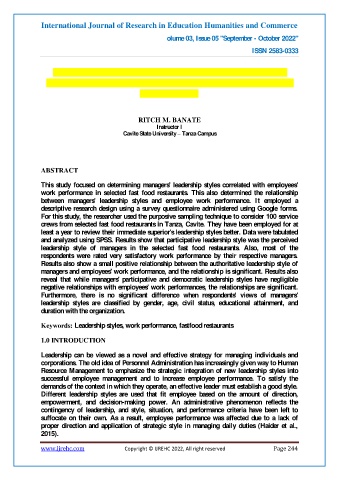 International Journal of Research in Education Humanities and Commerce
olume 03, Issue 05 "September - October 2022"
ISSN 2583-0333
RITCH M. BANATE
Instructor I
Cavite State University – Tanza Campus
ABSTRACT
This study focused on determining managers' leadership styles correlated with employees'
work performance in selected fast food restaurants. This also determined the relationship
between managers' leadership styles and employee work performance. It employed a
descriptive research design using a survey questionnaire administered using Google forms.
For this study, the researcher used the purposive sampling technique to consider 100 service
crews from selected fast food restaurants in Tanza, Cavite. They have been employed for at
least a year to review their immediate superior's leadership styles better. Data were tabulated
and analyzed using SPSS. Results show that participative leadership style was the perceived
leadership style of managers in the selected fast food restaurants. Also, most of the
respondents were rated very satisfactory work performance by their respective managers.
Results also show a small positive relationship between the authoritative leadership style of
managers and employees' work performance, and the relationship is significant. Results also
reveal that while managers' participative and democratic leadership styles have negligible
negative relationships with employees' work performances, the relationships are significant.
Furthermore, there is no significant difference when respondents' views of managers'
leadership styles are classified by gender, age, civil status, educational attainment, and
duration with the organization.
Keywords: Leadership styles, work performance, fastfood restaurants
1.0 INTRODUCTION
Leadership can be viewed as a novel and effective strategy for managing individuals and
corporations. The old idea of Personnel Administration has increasingly given way to Human
Resource Management to emphasize the strategic integration of new leadership styles into
successful employee management and to increase employee performance. To satisfy the
demands of the context in which they operate, an effective leader must establish a good style.
Different leadership styles are used that fit employee based on the amount of direction,
empowerment, and decision-making power. An administrative phenomenon reflects the
contingency of leadership, and style, situation, and performance criteria have been left to
suffocate on their own. As a result, employee performance was affected due to a lack of
proper direction and application of strategic style in managing daily duties (Haider et al.,
2015).
www.ijrehc.com Copyright © IJREHC 2022, All right reserved Page 244